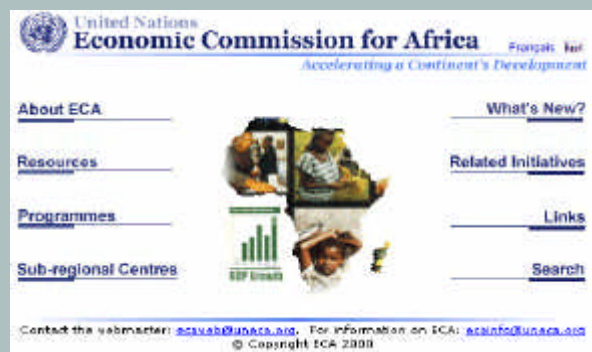 United Nations
Economic Commission for Africa
Français
Accelerating a Continent's Development
About ECA
What's New?
Resources
Related Initiatives
Programmes
Links
Sub-regional Centres
Search
GDP Growth
Contact the webmaster: ecaweb@uneca.org. For information on ECA: ecainfo@uneca.org
© Copyright ECA 2000